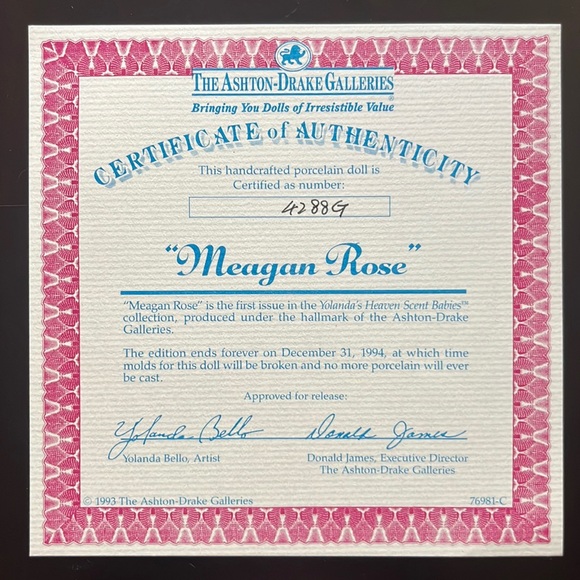 THE ASHTON-DRAKE GALLERIES
Bringing You Dolls of Irresistible Value
CERTIFICATE of AUTHENTICITY
This handcrafted porcelain doll is
Certified as number:
4288G
"Meagan Rose"
"Meagan Rose" is the first issue in the Yolanda's Heaven Scent Babies™
collection, produced under the hallmark of the Ashton-Drake
Galleries.
The edition ends forever on December 31, 1994, at which time
molds for this doll will be broken and no more porcelain will ever
be cast.
Approved for release:
Yolanda Bello Donald James
Yolanda Bello, Artist Donald James, Executive Director
The Ashton-Drake Galleries
© 1993 The Ashton-Drake Galleries 76981-C